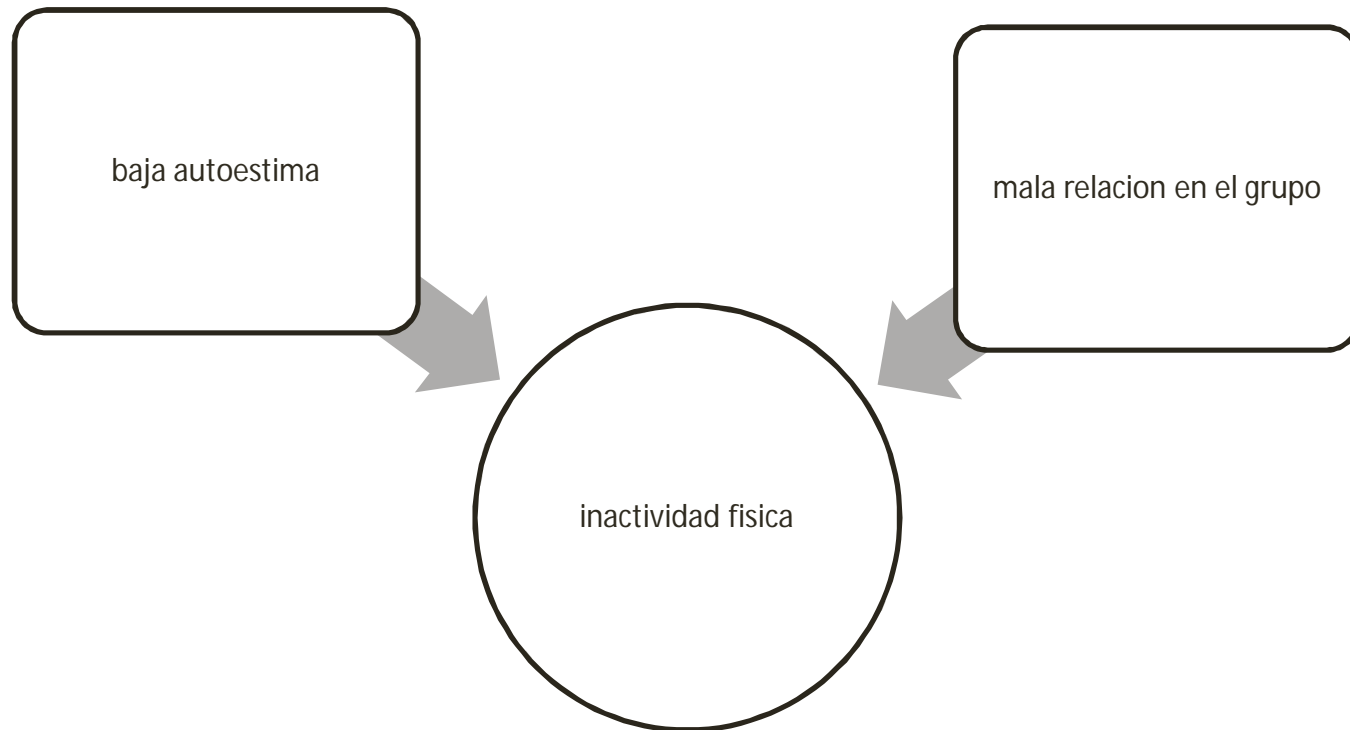 baja autoestima
mala relacion en el grupo
inactividad fisica